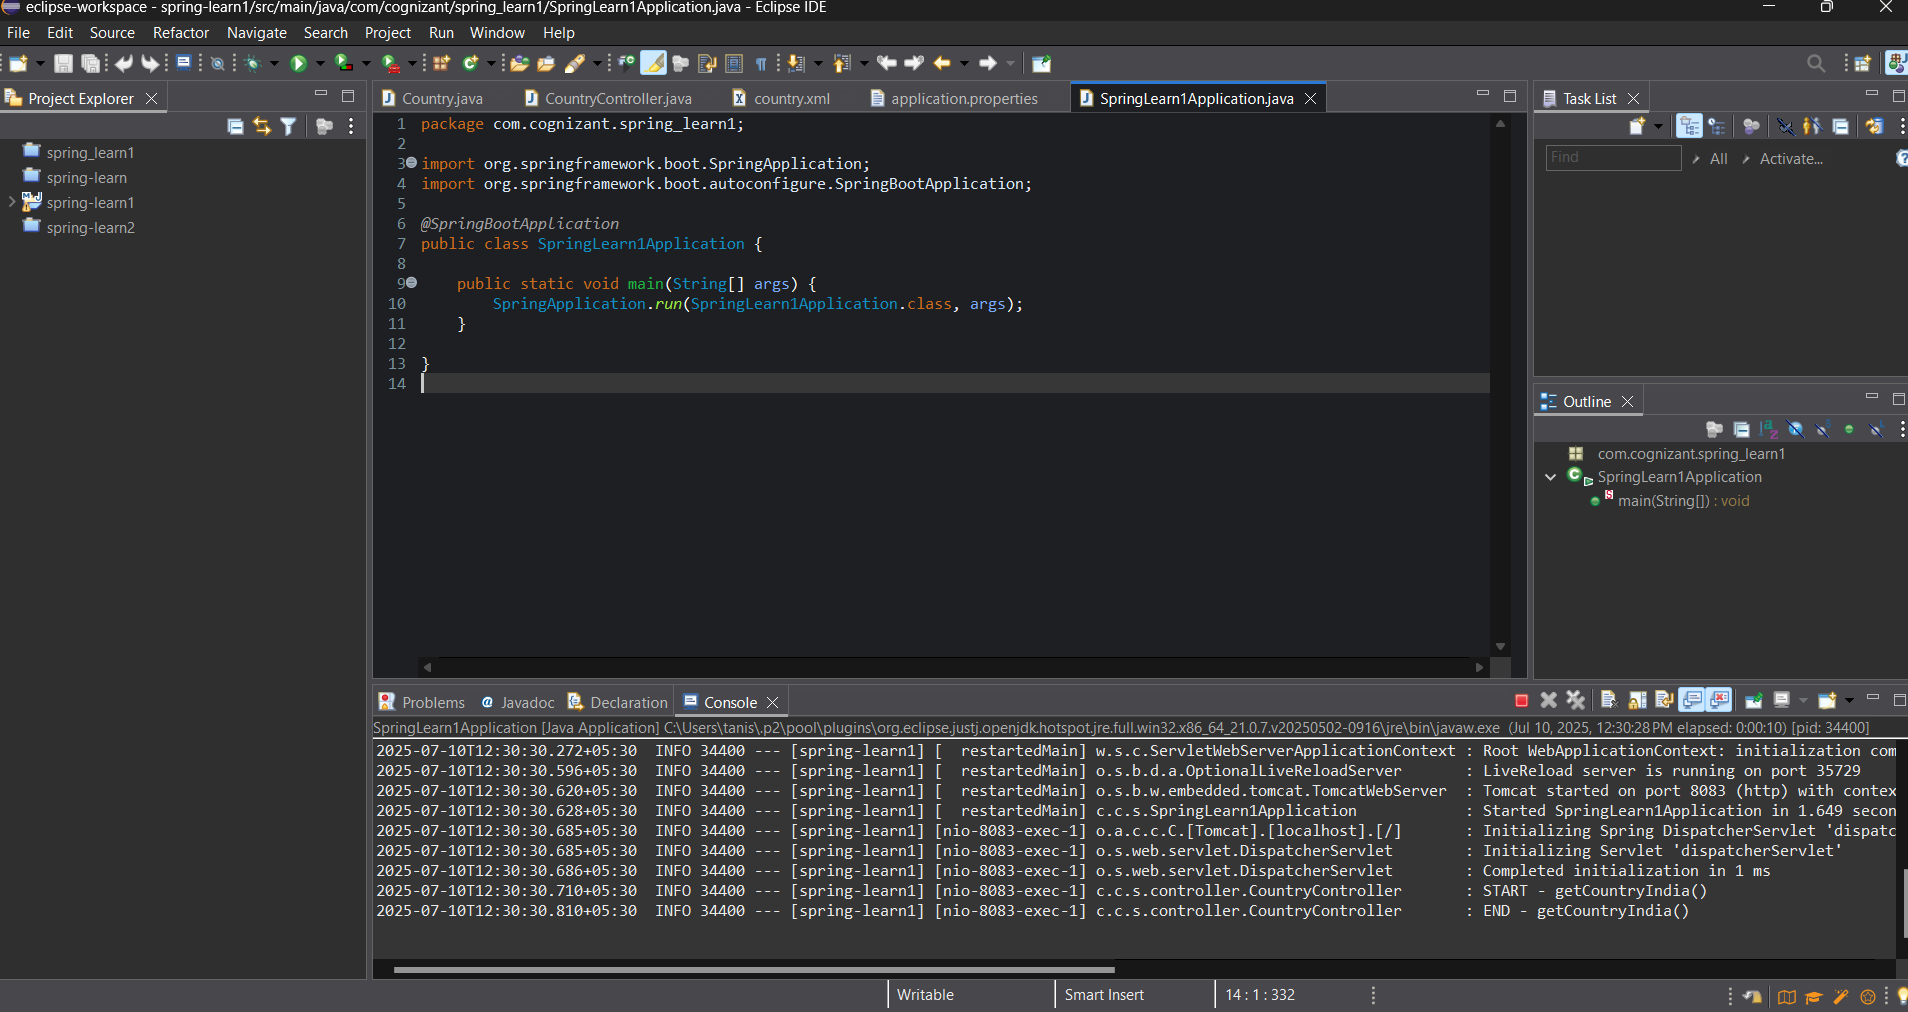 eclipse-workspace - spring-learn1/src/main/java/com/cognizant/spring_learn1/SpringLearn1Application.java - Eclipse IDE
File Edit Source Refactor Navigate Search Project Run Window Help
Project Explorer
spring_learn1
spring-learn
spring-learn1
spring-learn2
Country.java CountryController.java country.xml application.properties SpringLearn1Application.java
1 package com.cognizant.spring_learn1;
2
3 import org.springframework.boot.SpringApplication;
4 import org.springframework.boot.autoconfigure.SpringBootApplication;
5
6 @SpringBootApplication
7 public class SpringLearn1Application {
8
9 public static void main(String[] args) {
10 SpringApplication.run(SpringLearn1Application.class, args);
11 }
12
13 }
14
Task List
Find All Activate...
Outline
com.cognizant.spring_learn1
SpringLearn1Application
main(String[]) : void
Problems Javadoc Declaration Console
SpringLearn1Application [Java Application] C:\Users\tanis\.p2\pool\plugins\org.eclipse.justj.openjdk.hotspot.jre.full.win32.x86_64_21.0.7.v20250502-0916\jre\bin\javaw.exe (Jul 10, 2025, 12:30:28 PM elapsed: 0:00:10) [pid: 34400]
2025-07-10T12:30:30.272+05:30 INFO 34400 --- [spring-learn1] [ restartedMain] w.s.c.ServletWebServerApplicationContext : Root WebApplicationContext: initialization com
2025-07-10T12:30:30.596+05:30 INFO 34400 --- [spring-learn1] [ restartedMain] o.s.b.d.a.OptionalLiveReloadServer : LiveReload server is running on port 35729
2025-07-10T12:30:30.620+05:30 INFO 34400 --- [spring-learn1] [ restartedMain] o.s.b.w.embedded.tomcat.TomcatWebServer : Tomcat started on port 8083 (http) with contex
2025-07-10T12:30:30.628+05:30 INFO 34400 --- [spring-learn1] [ restartedMain] c.c.s.SpringLearn1Application : Started SpringLearn1Application in 1.649 secon
2025-07-10T12:30:30.685+05:30 INFO 34400 --- [spring-learn1] [nio-8083-exec-1] o.a.c.c.C.[Tomcat].[localhost].[/] : Initializing Spring DispatcherServlet 'dispatc
2025-07-10T12:30:30.685+05:30 INFO 34400 --- [spring-learn1] [nio-8083-exec-1] o.s.web.servlet.DispatcherServlet : Initializing Servlet 'dispatcherServlet'
2025-07-10T12:30:30.686+05:30 INFO 34400 --- [spring-learn1] [nio-8083-exec-1] o.s.web.servlet.DispatcherServlet : Completed initialization in 1 ms
2025-07-10T12:30:30.710+05:30 INFO 34400 --- [spring-learn1] [nio-8083-exec-1] c.c.s.controller.CountryController : START - getCountryIndia()
2025-07-10T12:30:30.810+05:30 INFO 34400 --- [spring-learn1] [nio-8083-exec-1] c.c.s.controller.CountryController : END - getCountryIndia()
Writable Smart Insert 14 : 1 : 332